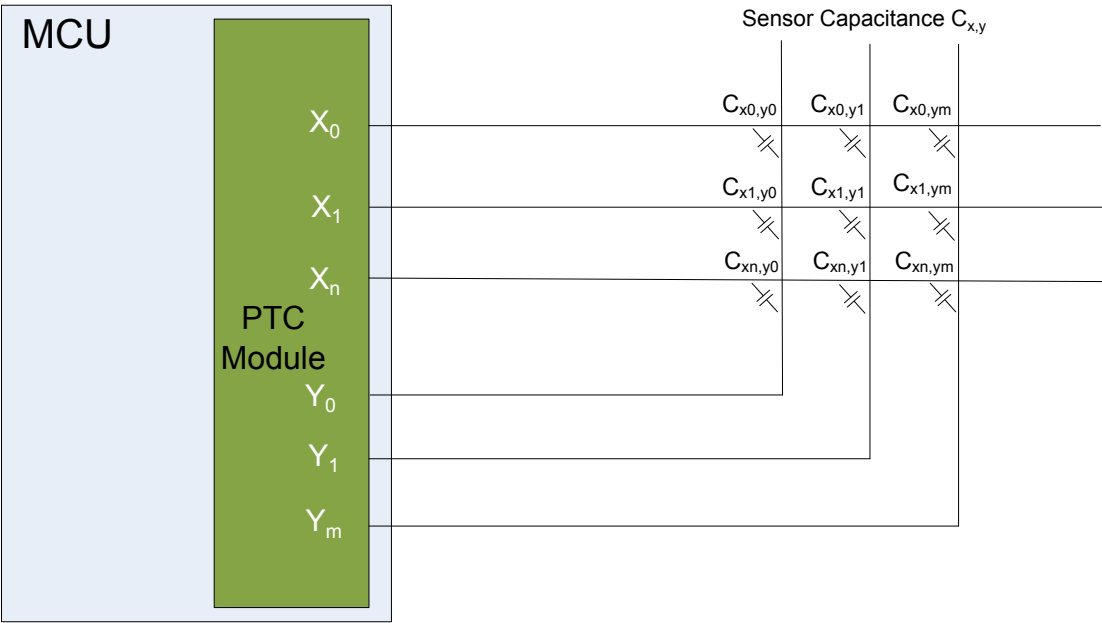 MCU
Sensor Capacitance Cx,y
X0
Cx0,y0 Cx0,y1 Cx0,ym
X1
Cx1,y0 Cx1,y1 Cx1,ym
Xn
Cxn,y0 Cxn,y1 Cxn,ym
PTC
Module
Y0
Y1
Ym